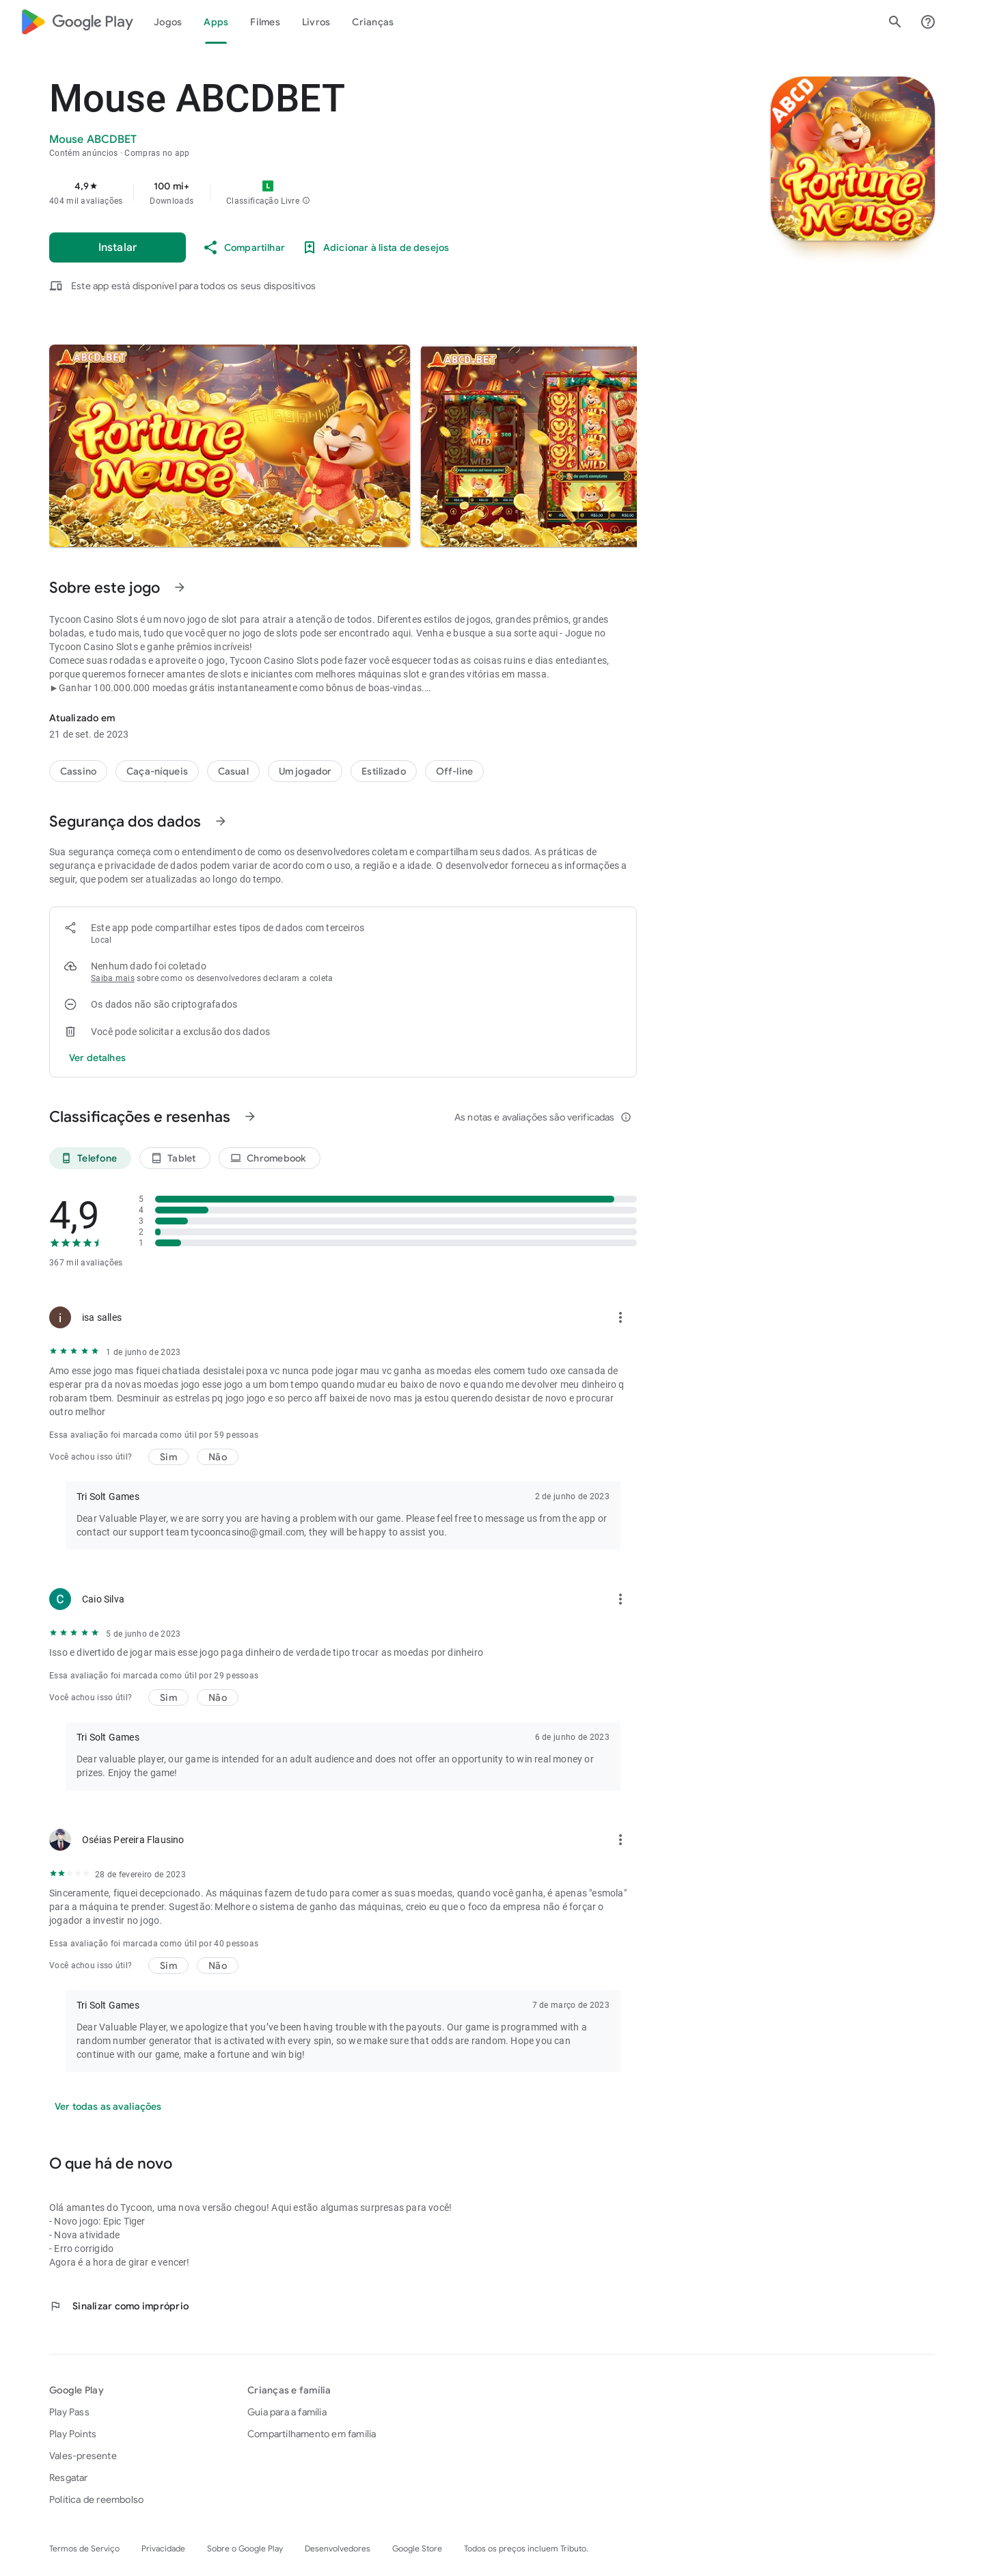 Google Play Jogos Apps Filmes Livros Crianças
Mouse ABCDBET
Mouse ABCDBET
Contém anúncios · Compras no app
4,9★ 100 mi+ L
404 mil avaliações Downloads Classificação Livre
Instalar Compartilhar Adicionar à lista de desejos
Este app está disponível para todos os seus dispositivos
ABCD
Fortune
Mouse
ABCD-BET
Fortune
Mouse
ABCD-BET
WILD
WILD
Sobre este jogo
Tycoon Casino Slots é um novo jogo de slot para atrair a atenção de todos. Diferentes estilos de jogos, grandes prêmios, grandes
boladas, e tudo mais, tudo que você quer no jogo de slots pode ser encontrado aqui. Venha e busque a sua sorte aqui - Jogue no
Tycoon Casino Slots e ganhe prêmios incríveis!
Comece suas rodadas e aproveite o jogo, Tycoon Casino Slots pode fazer você esquecer todas as coisas ruins e dias entediantes,
porque queremos fornecer amantes de slots e iniciantes com melhores máquinas slot e grandes vitórias em massa.
►Ganhar 100.000.000 moedas grátis instantaneamente como bônus de boas-vindas....
Atualizado em
21 de set. de 2023
Cassino Caça-níqueis Casual Um jogador Estilizado Off-line
Segurança dos dados
Sua segurança começa com o entendimento de como os desenvolvedores coletam e compartilham seus dados. As práticas de
segurança e privacidade de dados podem variar de acordo com o uso, a região e a idade. O desenvolvedor forneceu as informações a
seguir, que podem ser atualizadas ao longo do tempo.
Este app pode compartilhar estes tipos de dados com terceiros
Local
Nenhum dado foi coletado
Saiba mais sobre como os desenvolvedores declaram a coleta
Os dados não são criptografados
Você pode solicitar a exclusão dos dados
Ver detalhes
Classificações e resenhas As notas e avaliações são verificadas
Telefone Tablet Chromebook
4,9
5
4
3
2
1
367 mil avaliações
i isa salles
1 de junho de 2023
Amo esse jogo mas fiquei chatiada desistalei poxa vc nunca pode jogar mau vc ganha as moedas eles comem tudo oxe cansada de
esperar pra da novas moedas jogo esse jogo a um bom tempo quando mudar eu baixo de novo e quando me devolver meu dinheiro q
robaram tbem. Desminuir as estrelas pq jogo jogo e so perco aff baixei de novo mas ja estou querendo desistar de novo e procurar
outro melhor
Essa avaliação foi marcada como útil por 59 pessoas
Você achou isso útil? Sim Não
Tri Solt Games 2 de junho de 2023
Dear Valuable Player, we are sorry you are having a problem with our game. Please feel free to message us from the app or
contact our support team tycooncasino@gmail.com, they will be happy to assist you.
C Caio Silva
5 de junho de 2023
Isso e divertido de jogar mais esse jogo paga dinheiro de verdade tipo trocar as moedas por dinheiro
Essa avaliação foi marcada como útil por 29 pessoas
Você achou isso útil? Sim Não
Tri Solt Games 6 de junho de 2023
Dear valuable player, our game is intended for an adult audience and does not offer an opportunity to win real money or
prizes. Enjoy the game!
Oséias Pereira Flausino
28 de fevereiro de 2023
Sinceramente, fiquei decepcionado. As máquinas fazem de tudo para comer as suas moedas, quando você ganha, é apenas "esmola"
para a máquina te prender. Sugestão: Melhore o sistema de ganho das máquinas, creio eu que o foco da empresa não é forçar o
jogador a investir no jogo.
Essa avaliação foi marcada como útil por 40 pessoas
Você achou isso útil? Sim Não
Tri Solt Games 7 de março de 2023
Dear Valuable Player, we apologize that you've been having trouble with the payouts. Our game is programmed with a
random number generator that is activated with every spin, so we make sure that odds are random. Hope you can
continue with our game, make a fortune and win big!
Ver todas as avaliações
O que há de novo
Olá amantes do Tycoon, uma nova versão chegou! Aqui estão algumas surpresas para você!
- Novo jogo: Epic Tiger
- Nova atividade
- Erro corrigido
Agora é a hora de girar e vencer!
Sinalizar como impróprio
Google Play Crianças e família
Play Pass Guia para a família
Play Points Compartilhamento em família
Vales-presente
Resgatar
Política de reembolso
Termos de Serviço Privacidade Sobre o Google Play Desenvolvedores Google Store Todos os preços incluem Tributo.